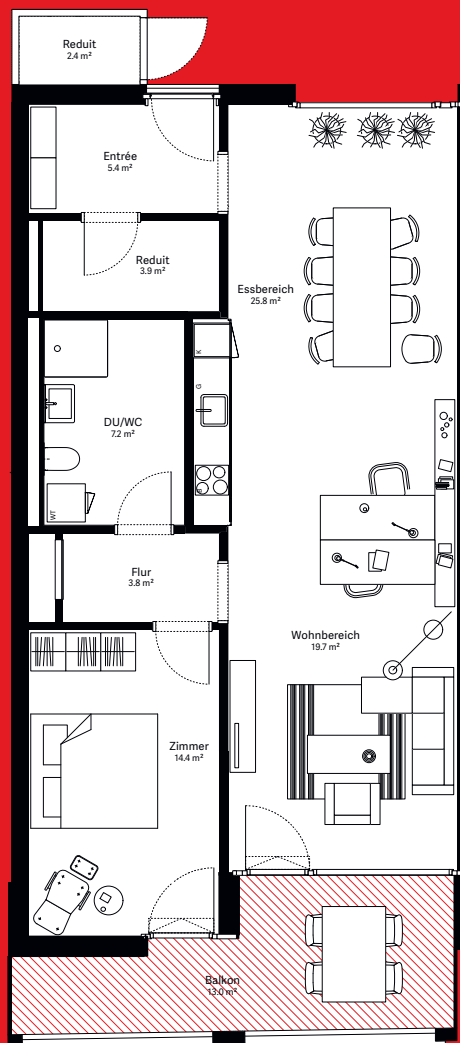 Reduit
2.4 m²
Entrée
5.4 m²
Reduit
3.9 m²
Essbereich
25.8 m²
K
G
DU/WC
7.2 m²
WT
Flur
3.8 m²
Wohnbereich
19.7 m²
Zimmer
14.4 m²
Balkon
13.0 m²